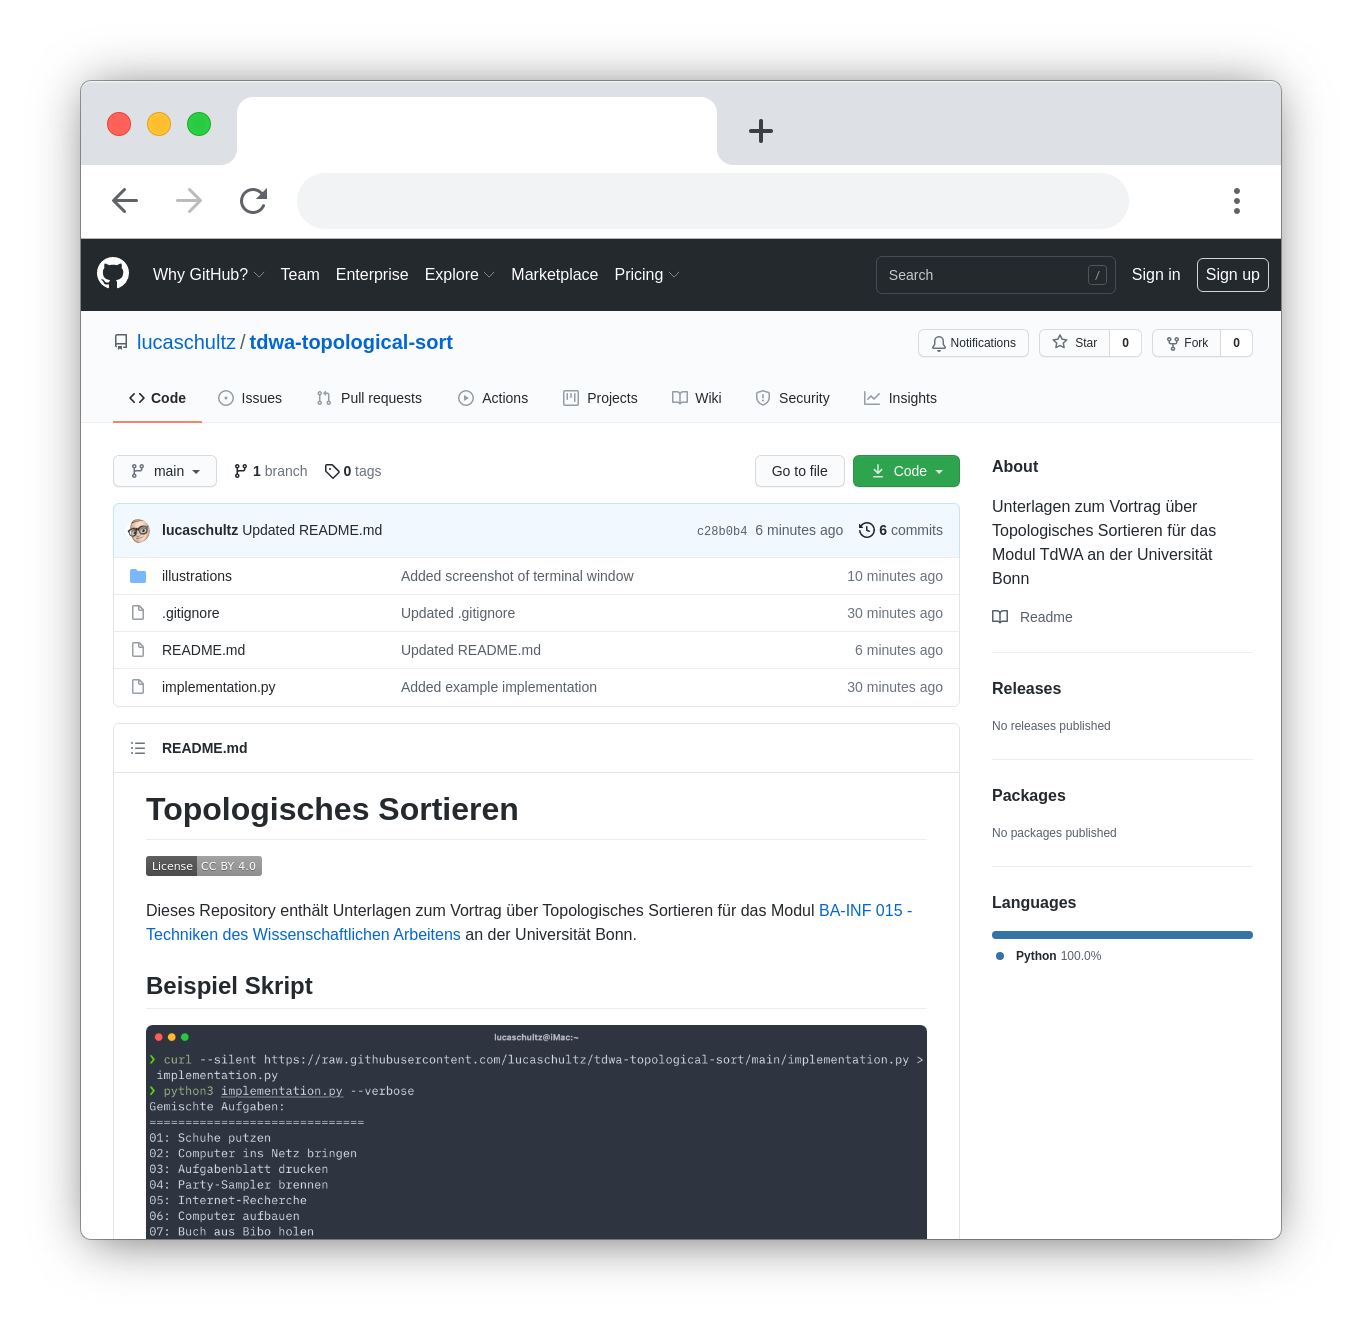 Why GitHub? Team Enterprise Explore Marketplace Pricing Search / Sign in Sign up
lucaschultz / tdwa-topological-sort Notifications Star 0 Fork 0
Code Issues Pull requests Actions Projects Wiki Security Insights
main 1 branch 0 tags Go to file Code
lucaschultz Updated README.md c28b0b4 6 minutes ago 6 commits
illustrations Added screenshot of terminal window 10 minutes ago
.gitignore Updated .gitignore 30 minutes ago
README.md Updated README.md 6 minutes ago
implementation.py Added example implementation 30 minutes ago
README.md
Topologisches Sortieren
License CC BY 4.0
Dieses Repository enthält Unterlagen zum Vortrag über Topologisches Sortieren für das Modul BA-INF 015 -
Techniken des Wissenschaftlichen Arbeitens an der Universität Bonn.
Beispiel Skript
lucaschultz@iMac:~
❯ curl --silent https://raw.githubusercontent.com/lucaschultz/tdwa-topological-sort/main/implementation.py >
implementation.py
❯ python3 implementation.py --verbose
Gemischte Aufgaben:
==============================
01: Schuhe putzen
02: Computer ins Netz bringen
03: Aufgabenblatt drucken
04: Party-Sampler brennen
05: Internet-Recherche
06: Computer aufbauen
07: Buch aus Bibo holen
About
Unterlagen zum Vortrag über
Topologisches Sortieren für das
Modul TdWA an der Universität
Bonn
Readme
Releases
No releases published
Packages
No packages published
Languages
Python 100.0%